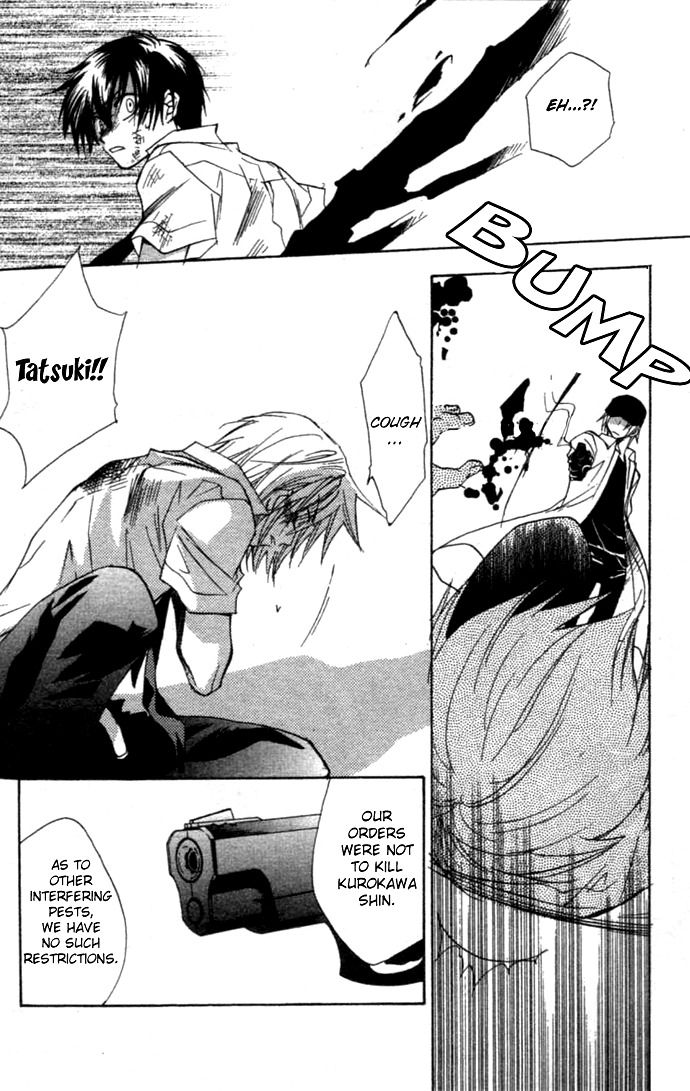 EH...?!
BUMP
COUGH
...
Tatsuki!!
OUR
ORDERS
WERE NOT
TO KILL
KUROKAWA
SHIN.
AS TO
OTHER
INTERFERING
PESTS,
WE HAVE
NO SUCH
RESTRICTIONS.